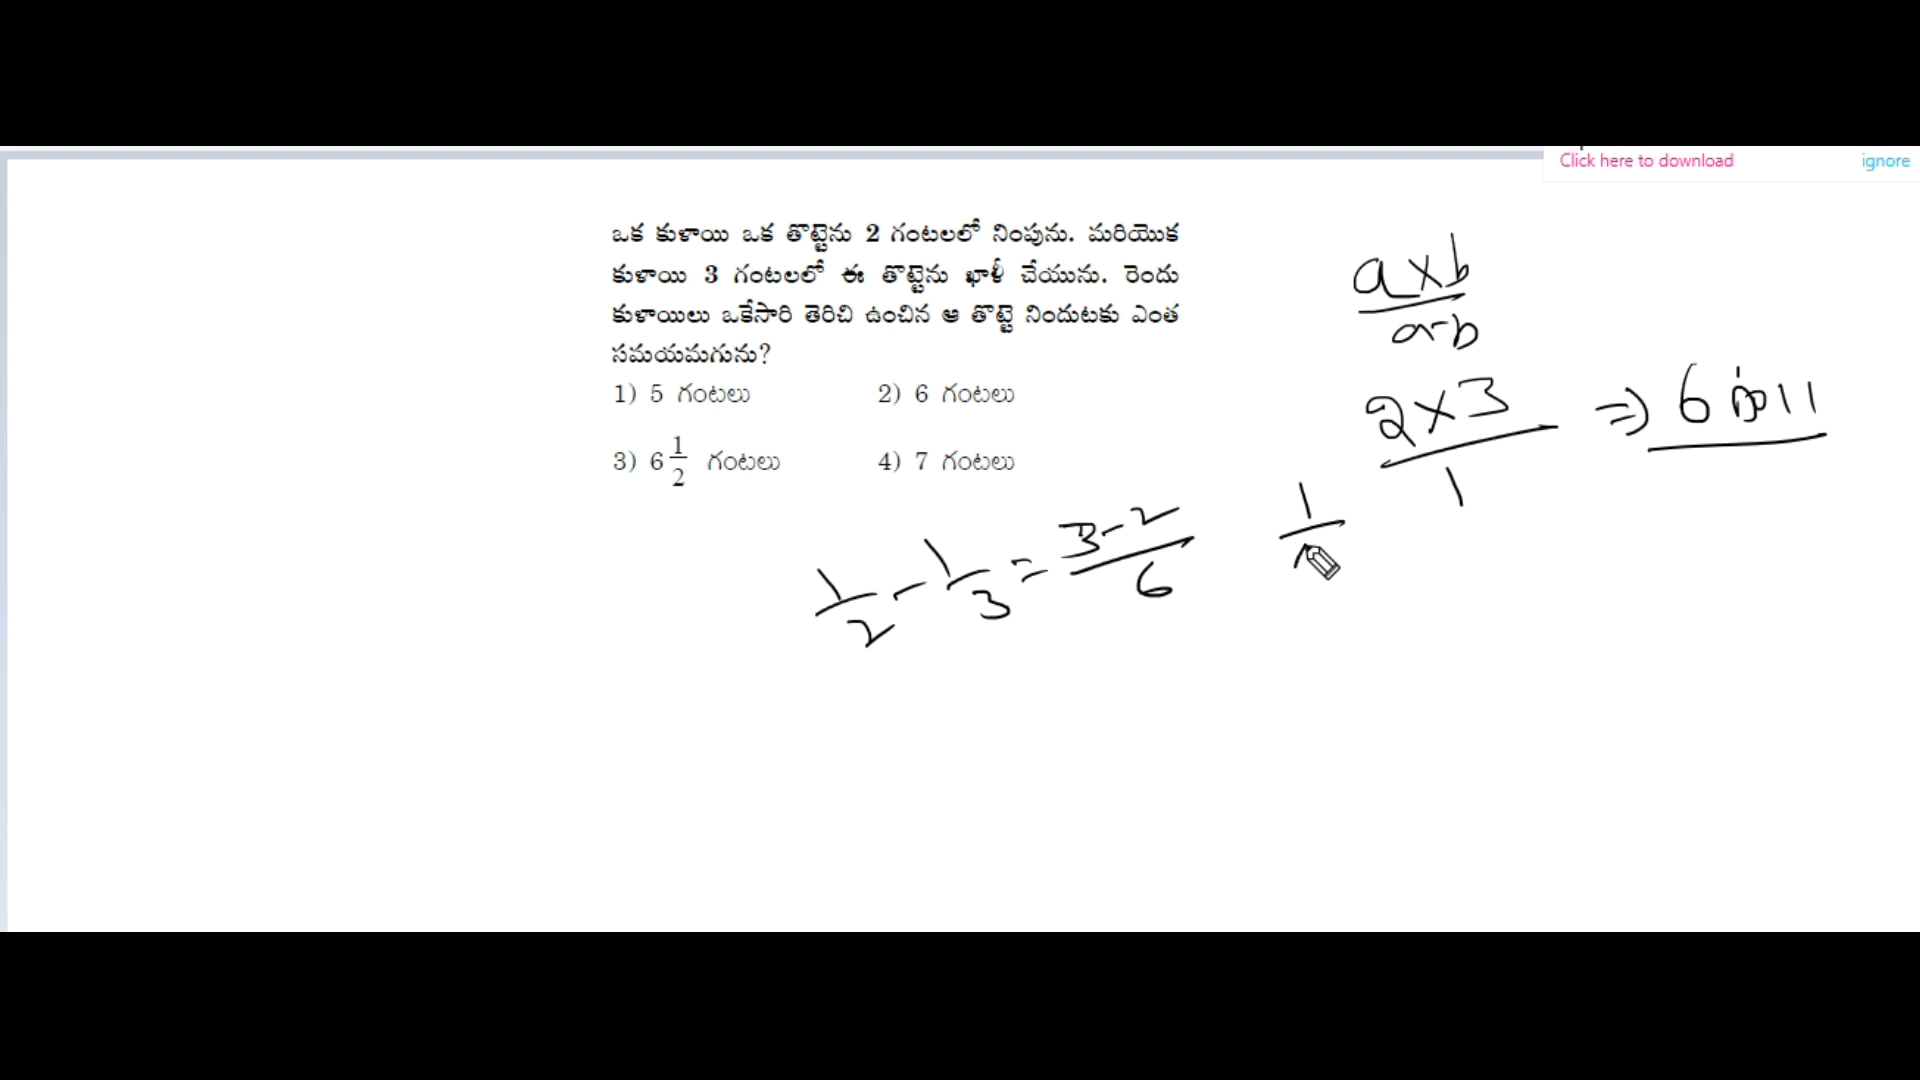 Click here to download ignore
ఒక కుళాయి ఒక తొట్టెను 2 గంటలలో నింపును. మరియొక
కుళాయి 3 గంటలలో ఈ తొట్టెను ఖాళీ చేయును. రెండు
కుళాయిలు ఒకేసారి తెరిచి ఉంచిన ఆ తొట్టె నిండుటకు ఎంత
సమయమగును?
1) 5 గంటలు 2) 6 గంటలు
3) 6 1/2 గంటలు 4) 7 గంటలు
a×b
a-b
2×3 ⇒ 6 గం॥
1
1/2 - 1/3 = 3-2/6
1